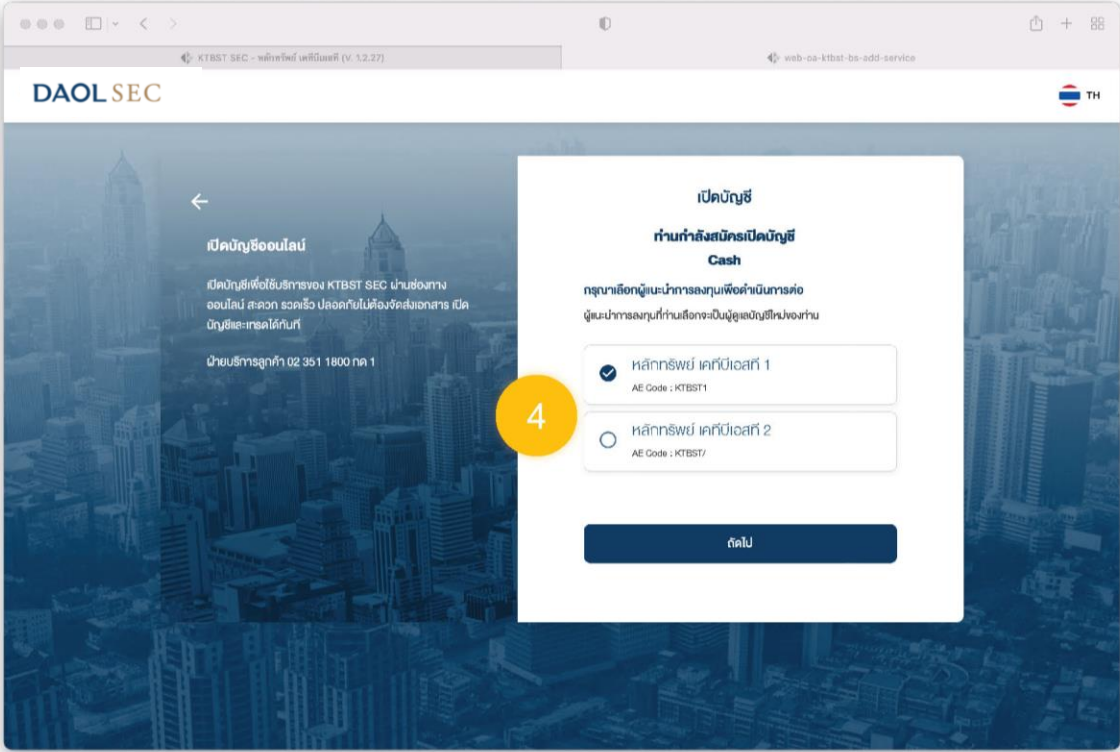 KTBST SEC - หลักทรัพย์ เคทีบีเอสที (V. 1.2.27)
web-oa-ktbst-bs-add-service
DAOL SEC
TH
เปิดบัญชีออนไลน์
เปิดบัญชีเพื่อใช้บริการของ KTBST SEC ผ่านช่องทาง
ออนไลน์ สะดวก รวดเร็ว ปลอดภัยไม่ต้องจัดส่งเอกสาร เปิด
บัญชีและเทรดได้ทันที
ฝ่ายบริการลูกค้า 02 351 1800 กด 1
เปิดบัญชี
ท่านกำลังสมัครเปิดบัญชี
Cash
กรุณาเลือกผู้แนะนำการลงทุนเพื่อดำเนินการต่อ
ผู้แนะนำการลงทุนที่ท่านเลือกจะเป็นผู้ดูแลบัญชีใหม่ของท่าน
4
หลักทรัพย์ เคทีบีเอสที 1
AE Code : KTBST1
หลักทรัพย์ เคทีบีเอสที 2
AE Code : KTBST/
ถัดไป